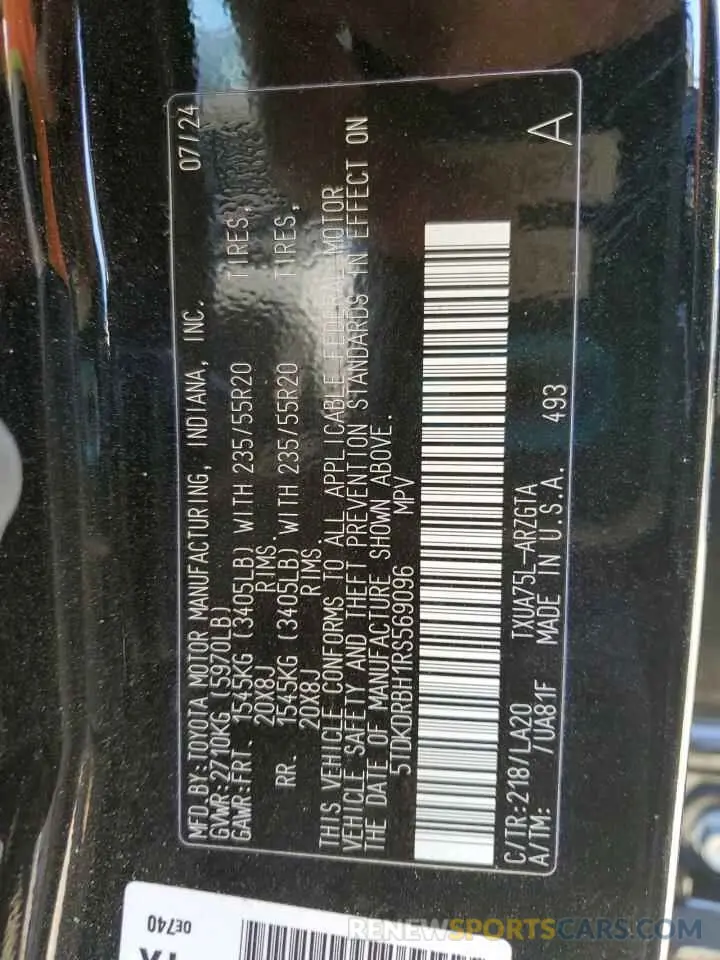 MFD.BY:TOYOTA MOTOR MANUFACTURING, INDIANA, INC. 07/24
GVWR:2710KG (5970LB)
GAWR:FRT. 1545KG (3405LB) WITH 235/55R20 TIRES,
20X8J RIMS.
RR. 1545KG (3405LB) WITH 235/55R20 TIRES,
20X8J RIMS.
THIS VEHICLE CONFORMS TO ALL APPLICABLE FEDERAL MOTOR
VEHICLE SAFETY AND THEFT PREVENTION STANDARDS IN EFFECT ON
THE DATE OF MANUFACTURE SHOWN ABOVE.
5TDKDRBH1RS569096 MPV
C/TR:218/LA20 TXUA75L-ARZGTA
A/TM: /UA81F MADE IN U.S.A. 493
A
0E740
RENEWSPORTSCARS.COM